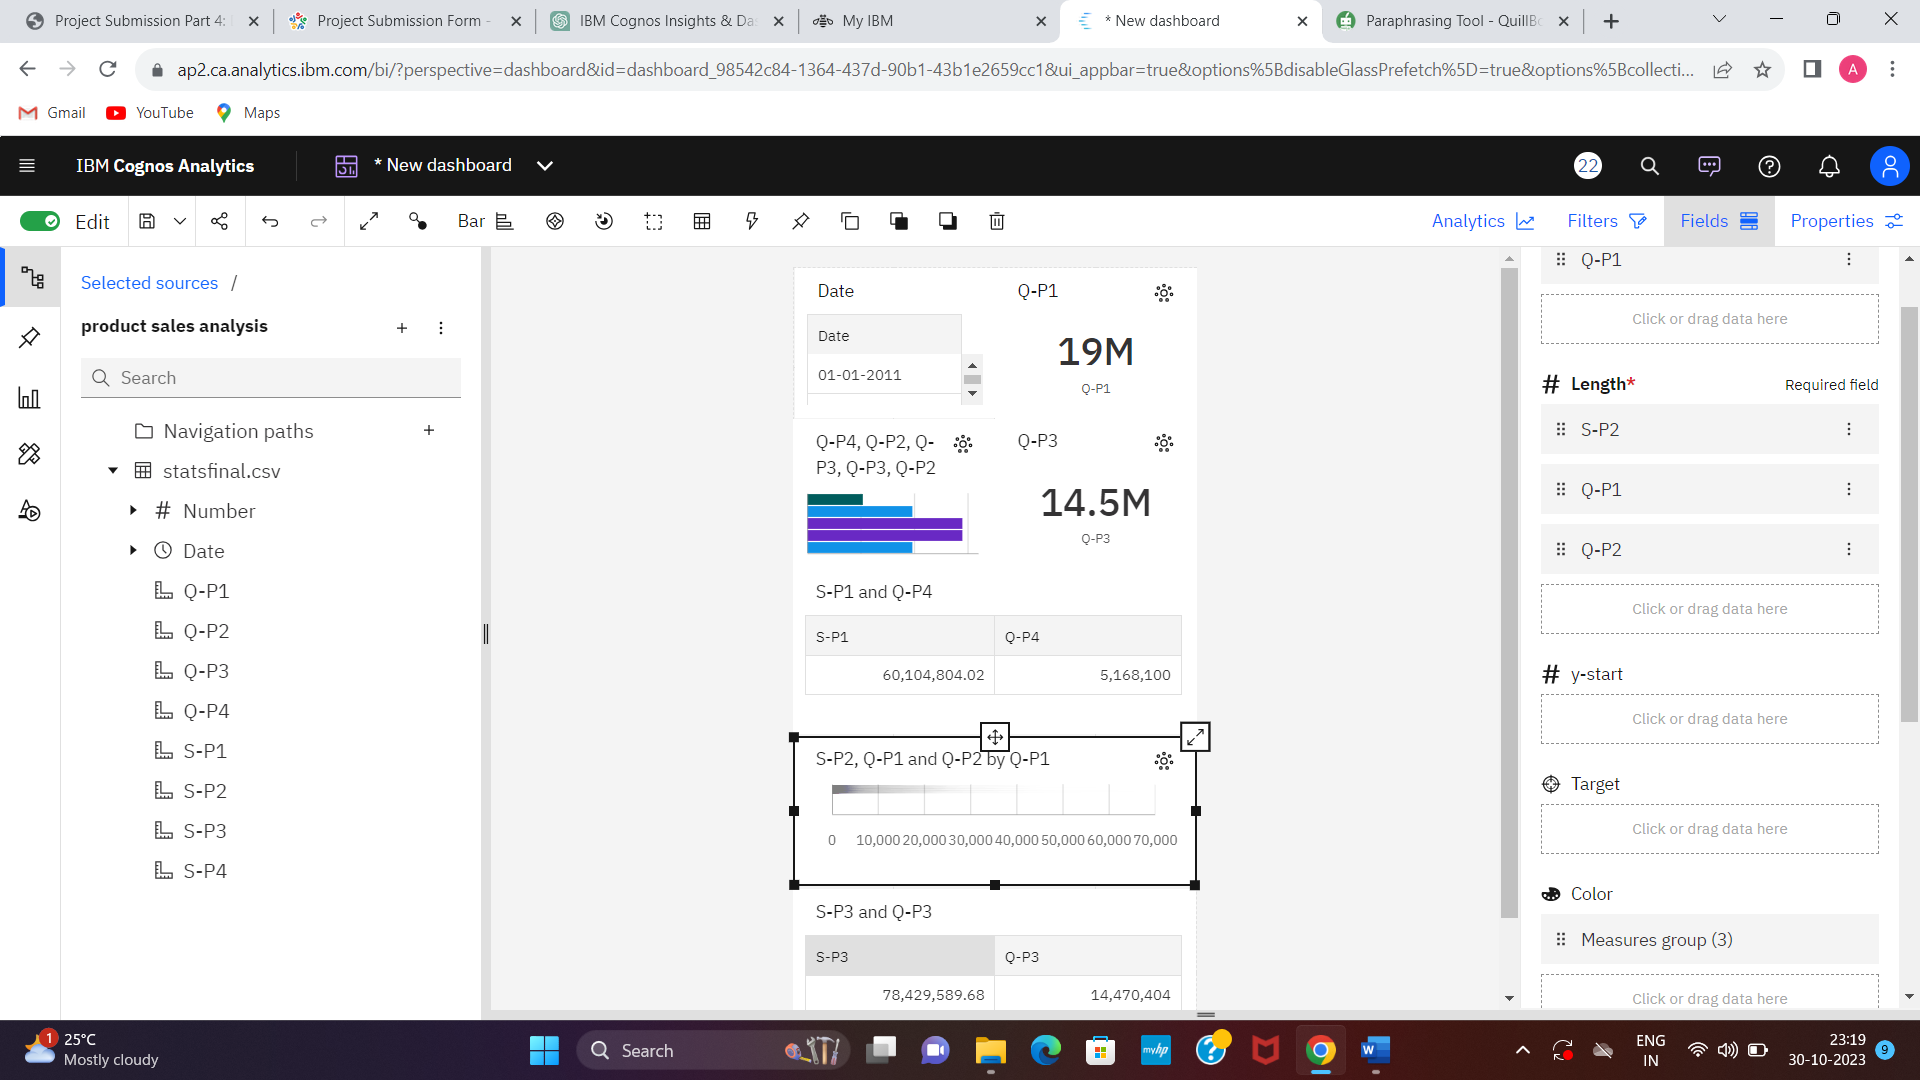 Project Submission Part 4:
Project Submission Form -
IBM Cognos Insights & Da
My IBM
* New dashboard
Paraphrasing Tool - QuillB
ap2.ca.analytics.ibm.com/bi/?perspective=dashboard&id=dashboard_98542c84-1364-437d-90b1-43b1e2659cc1&ui_appbar=true&options%5BdisableGlassPrefetch%5D=true&options%5Bcollecti...
A
Gmail
YouTube
Maps
IBM Cognos Analytics
* New dashboard
22
Edit
Bar
Analytics
Filters
Fields
Properties
Selected sources /
product sales analysis
Search
Navigation paths
statsfinal.csv
Number
Date
Q-P1
Q-P2
Q-P3
Q-P4
S-P1
S-P2
S-P3
S-P4
Date
Date
01-01-2011
Q-P1
19M
Q-P1
Q-P4, Q-P2, Q-
P3, Q-P3, Q-P2
Q-P3
14.5M
Q-P3
S-P1 and Q-P4
S-P1 Q-P4
60,104,804.02 5,168,100
S-P2, Q-P1 and Q-P2 by Q-P1
0 10,000 20,000 30,000 40,000 50,000 60,000 70,000
S-P3 and Q-P3
S-P3 Q-P3
78,429,589.68 14,470,404
Q-P1
Click or drag data here
Length* Required field
S-P2
Q-P1
Q-P2
Click or drag data here
y-start
Click or drag data here
Target
Click or drag data here
Color
Measures group (3)
Click or drag data here
1
25°C
Mostly cloudy
Search
myhp
ENG
IN
23:19
30-10-2023
9